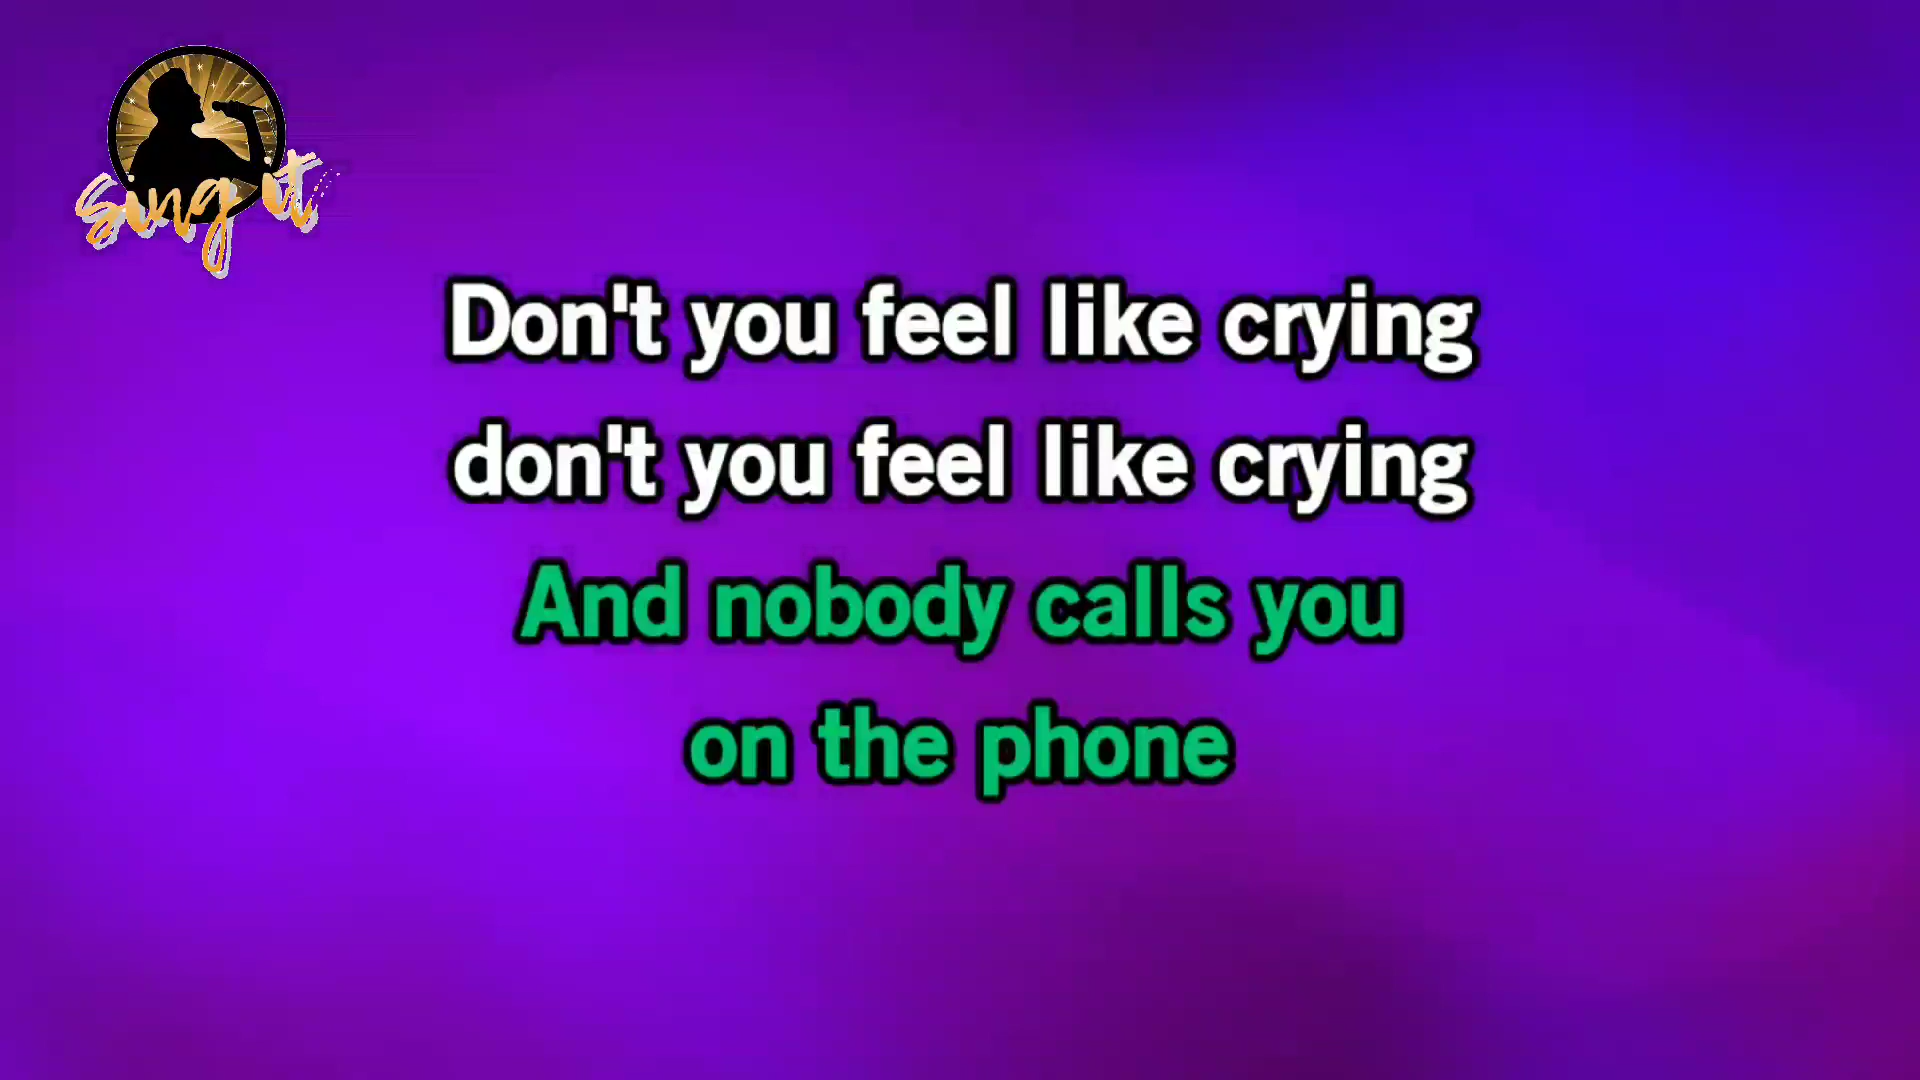 sing it
Don't you feel like crying
don't you feel like crying
And nobody calls you
on the phone